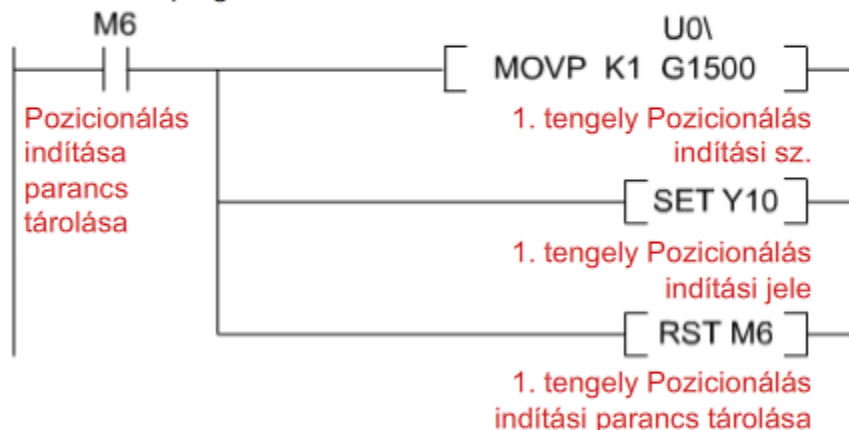 M6
U0\
MOVP K1 G1500
Pozicionálás
indítása
parancs
tárolása
1. tengely Pozicionálás
indítási sz.
SET Y10
1. tengely Pozicionálás
indítási jele
RST M6
1. tengely Pozicionálás
indítási parancs tárolása